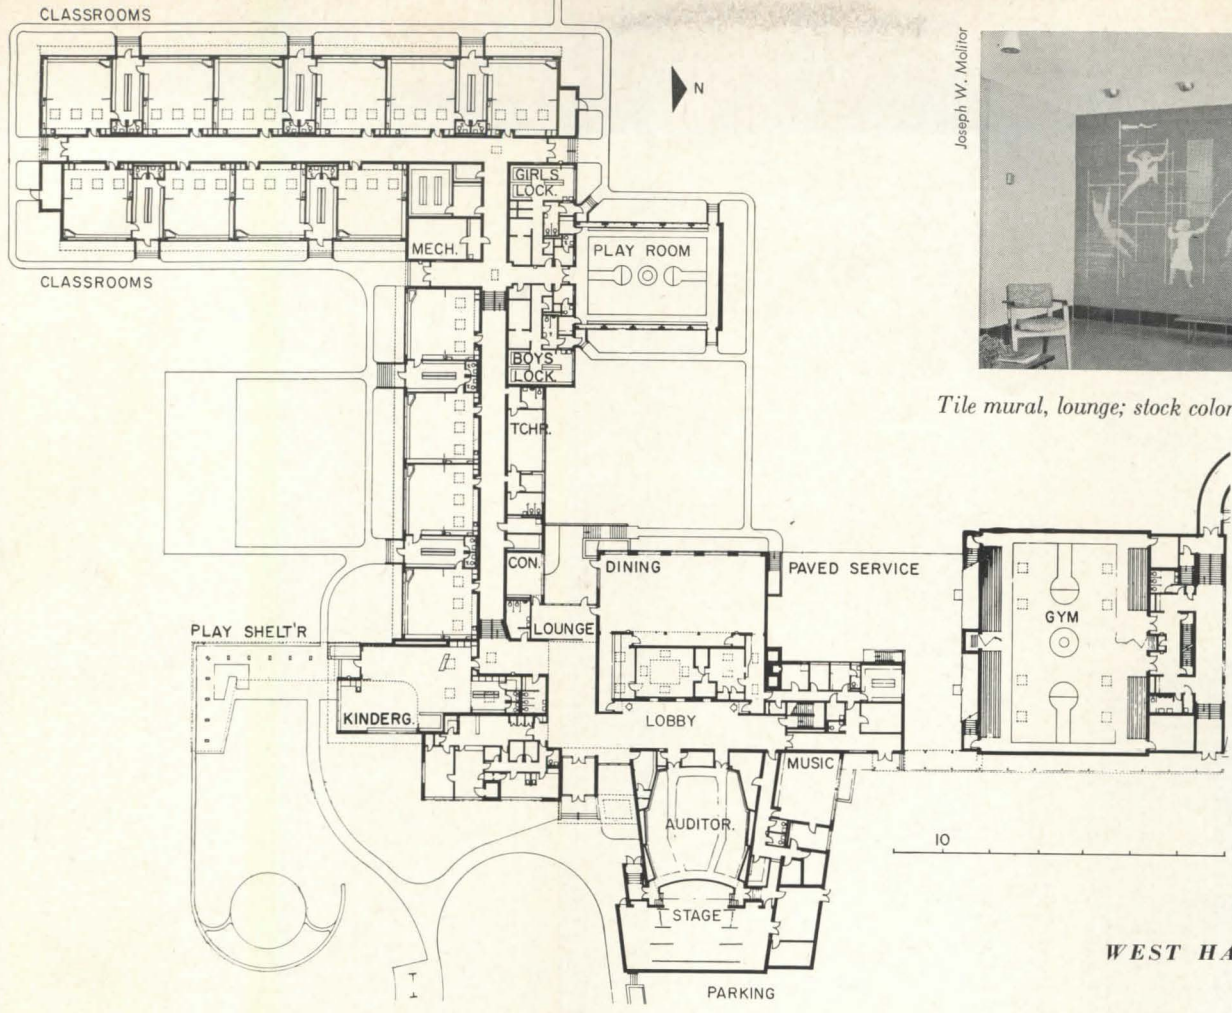 CLASSROOMS
N
Joseph W. Molitor
GIRLS'
LOCK.
MECH.
PLAY ROOM
CLASSROOMS
BOYS'
LOCK.
Tile mural, lounge; stock color
TCHR.
CON.
DINING
PAVED SERVICE
GYM
LOUNGE
PLAY SHELT'R
KINDERG.
LOBBY
MUSIC
AUDITOR.
10
STAGE
WEST HA
PARKING